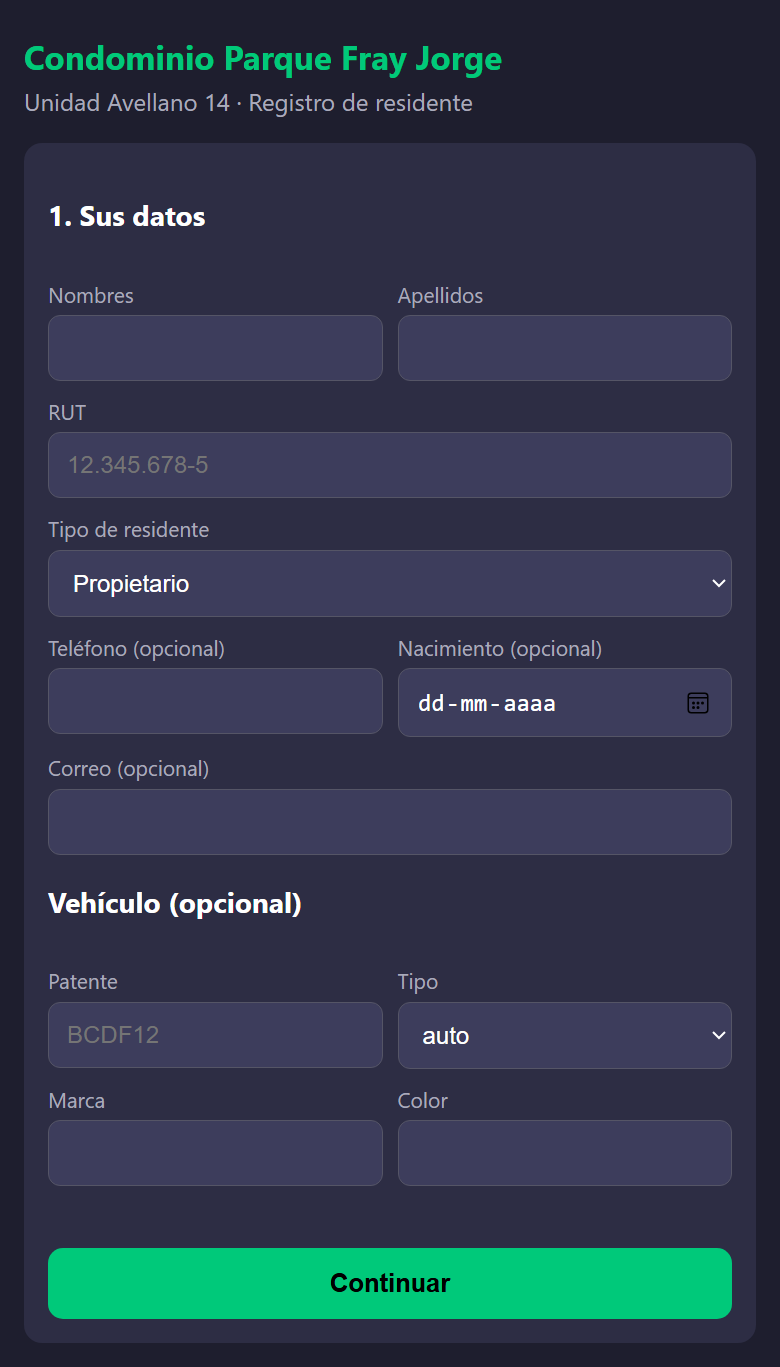 Condominio Parque Fray Jorge
Unidad Avellano 14 · Registro de residente
1. Sus datos
Nombres
Apellidos
RUT
12.345.678-5
Tipo de residente
Propietario
Teléfono (opcional)
Nacimiento (opcional)
dd-mm-aaaa
Correo (opcional)
Vehículo (opcional)
Patente
Tipo
BCDF12
auto
Marca
Color
Continuar